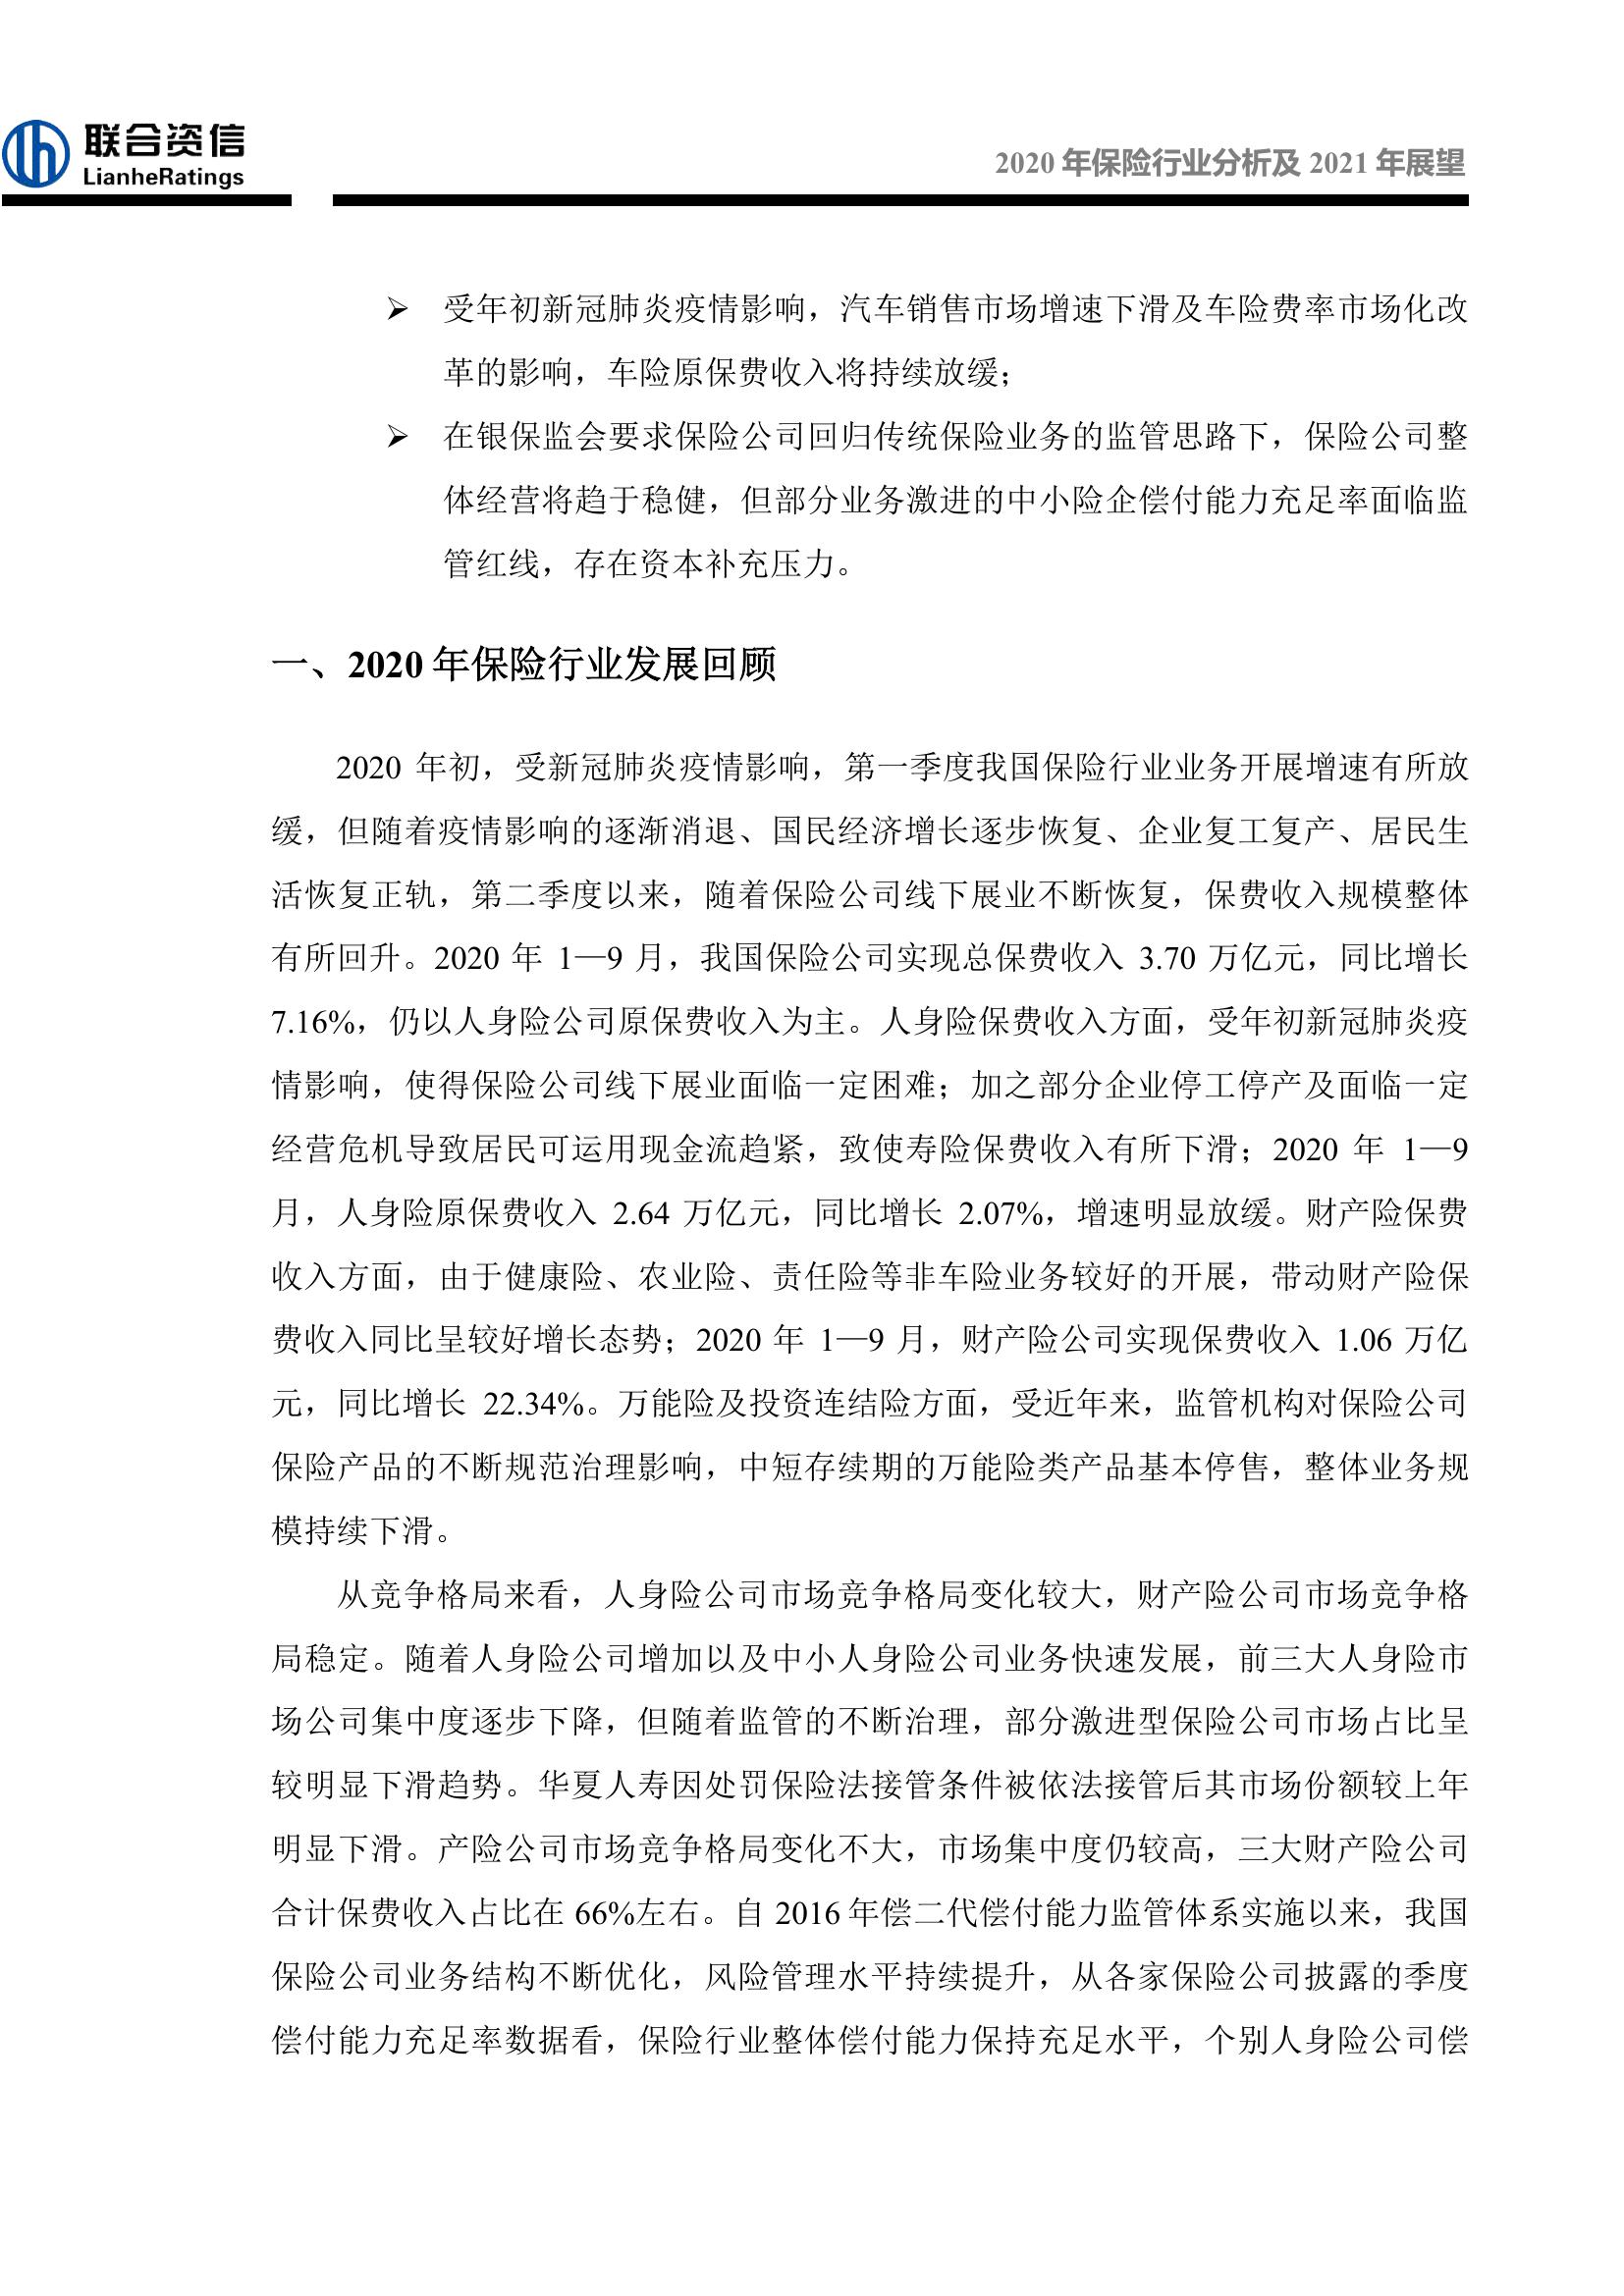 联合资信
LianheRatings
2020 年保险行业分析及 2021 年展望
➢ 受年初新冠肺炎疫情影响，汽车销售市场增速下滑及车险费率市场化改
革的影响，车险原保费收入将持续放缓；
➢ 在银保监会要求保险公司回归传统保险业务的监管思路下，保险公司整
体经营将趋于稳健，但部分业务激进的中小险企偿付能力充足率面临监
管红线，存在资本补充压力。
一、2020 年保险行业发展回顾
2020 年初，受新冠肺炎疫情影响，第一季度我国保险行业业务开展增速有所放
缓，但随着疫情影响的逐渐消退、国民经济增长逐步恢复、企业复工复产、居民生
活恢复正轨，第二季度以来，随着保险公司线下展业不断恢复，保费收入规模整体
有所回升。2020 年 1—9 月，我国保险公司实现总保费收入 3.70 万亿元，同比增长
7.16%，仍以人身险公司原保费收入为主。人身险保费收入方面，受年初新冠肺炎疫
情影响，使得保险公司线下展业面临一定困难；加之部分企业停工停产及面临一定
经营危机导致居民可运用现金流趋紧，致使寿险保费收入有所下滑；2020 年 1—9
月，人身险原保费收入 2.64 万亿元，同比增长 2.07%，增速明显放缓。财产险保费
收入方面，由于健康险、农业险、责任险等非车险业务较好的开展，带动财产险保
费收入同比呈较好增长态势；2020 年 1—9 月，财产险公司实现保费收入 1.06 万亿
元，同比增长 22.34%。万能险及投资连结险方面，受近年来，监管机构对保险公司
保险产品的不断规范治理影响，中短存续期的万能险类产品基本停售，整体业务规
模持续下滑。
从竞争格局来看，人身险公司市场竞争格局变化较大，财产险公司市场竞争格
局稳定。随着人身险公司增加以及中小人身险公司业务快速发展，前三大人身险市
场公司集中度逐步下降，但随着监管的不断治理，部分激进型保险公司市场占比呈
较明显下滑趋势。华夏人寿因处罚保险法接管条件被依法接管后其市场份额较上年
明显下滑。产险公司市场竞争格局变化不大，市场集中度仍较高，三大财产险公司
合计保费收入占比在 66%左右。自 2016 年偿二代偿付能力监管体系实施以来，我国
保险公司业务结构不断优化，风险管理水平持续提升，从各家保险公司披露的季度
偿付能力充足率数据看，保险行业整体偿付能力保持充足水平，个别人身险公司偿